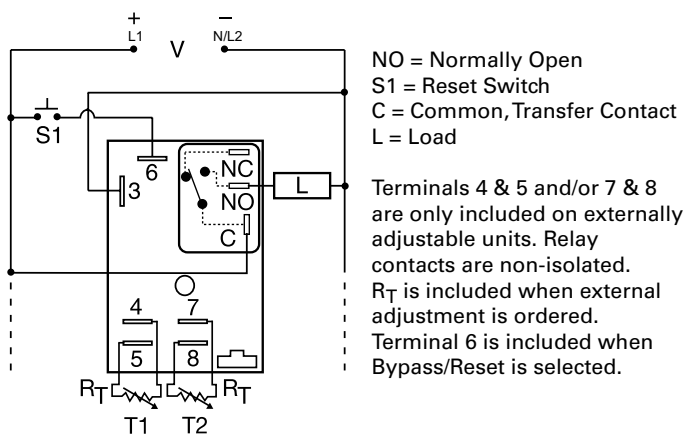 + −
L1 V N/L2
S1
6
3
NC
NO
C
L
4 7
5 8
RT RT
T1 T2
NO = Normally Open
S1 = Reset Switch
C = Common, Transfer Contact
L = Load
Terminals 4 & 5 and/or 7 & 8
are only included on externally
adjustable units. Relay
contacts are non-isolated.
RT is included when external
adjustment is ordered.
Terminal 6 is included when
Bypass/Reset is selected.